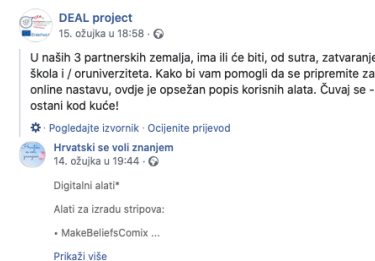 DEAL project
15. ožujka u 18:58 ·
U naših 3 partnerskih zemalja, ima ili će biti, od sutra, zatvaranje
škola i / oruniverziteta. Kako bi vam pomogli da se pripremite za
online nastavu, ovdje je opsežan popis korisnih alata. Čuvaj se -
ostani kod kuće!
· Pogledajte izvornik · Ocijenite prijevod
Hrvatski se voli znanjem
14. ožujka u 19:44 ·
Digitalni alati*
Alati za izradu stripova:
• MakeBeliefsComix ...
Prikaži više